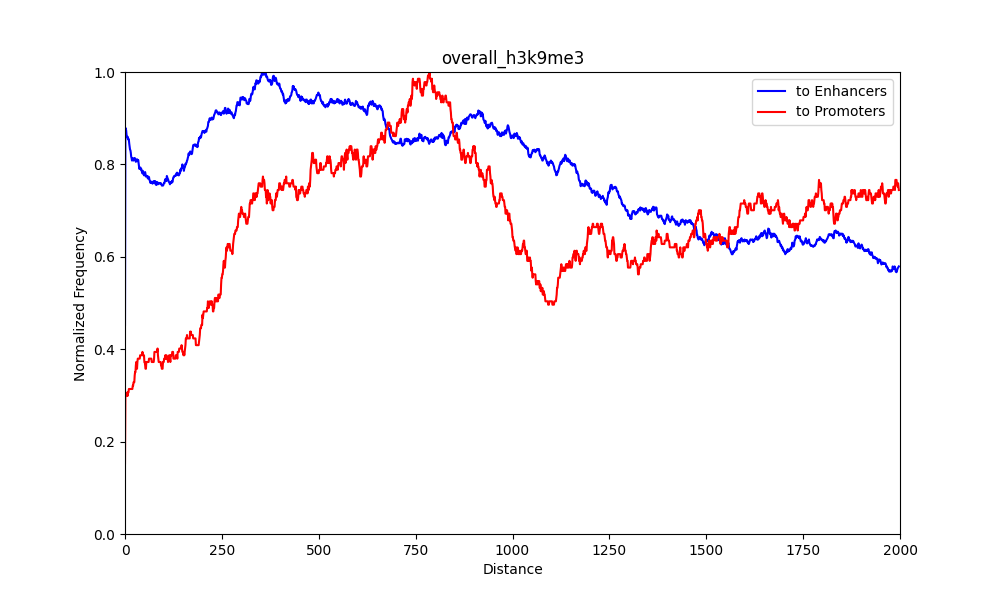 overall_h3k9me3
to Enhancers
to Promoters
Normalized Frequency
1.0
0.8
0.6
0.4
0.2
0.0
0 250 500 750 1000 1250 1500 1750 2000
Distance